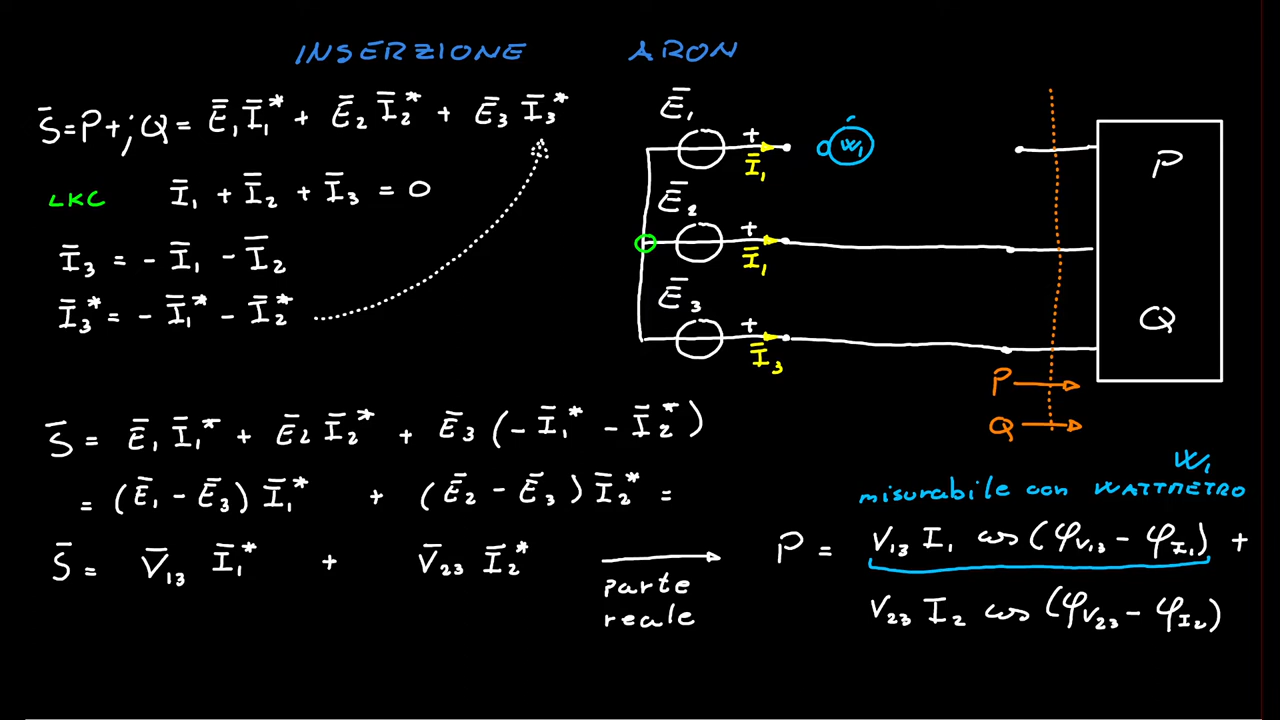 INSERZIONE ARON
S̄=P+jQ= Ē₁Ī₁* + Ē₂Ī₂* + Ē₃Ī₃*
LKC Ī₁ + Ī₂ + Ī₃ = 0
Ī₃ = - Ī₁ - Ī₂
Ī₃* = - Ī₁* - Ī₂*
Ē₁
+
Ī₁
W₁
Ē₂
+
Ī₁
Ē₃
+
Ī₃
P
Q
P
Q
S̄ = Ē₁Ī₁* + Ē₂Ī₂* + Ē₃(-Ī₁* - Ī₂*)
= (Ē₁ - Ē₃) Ī₁* + (Ē₂ - Ē₃) Ī₂* =
S̄ = V̄₁₃ Ī₁* + V̄₂₃ Ī₂*
parte
reale
W₁
misurabile con WATTMETRO
P = V₁₃ I₁ cos(φV₁₃ - φI₁) +
V₂₃ I₂ cos(φV₂₃ - φI₂)